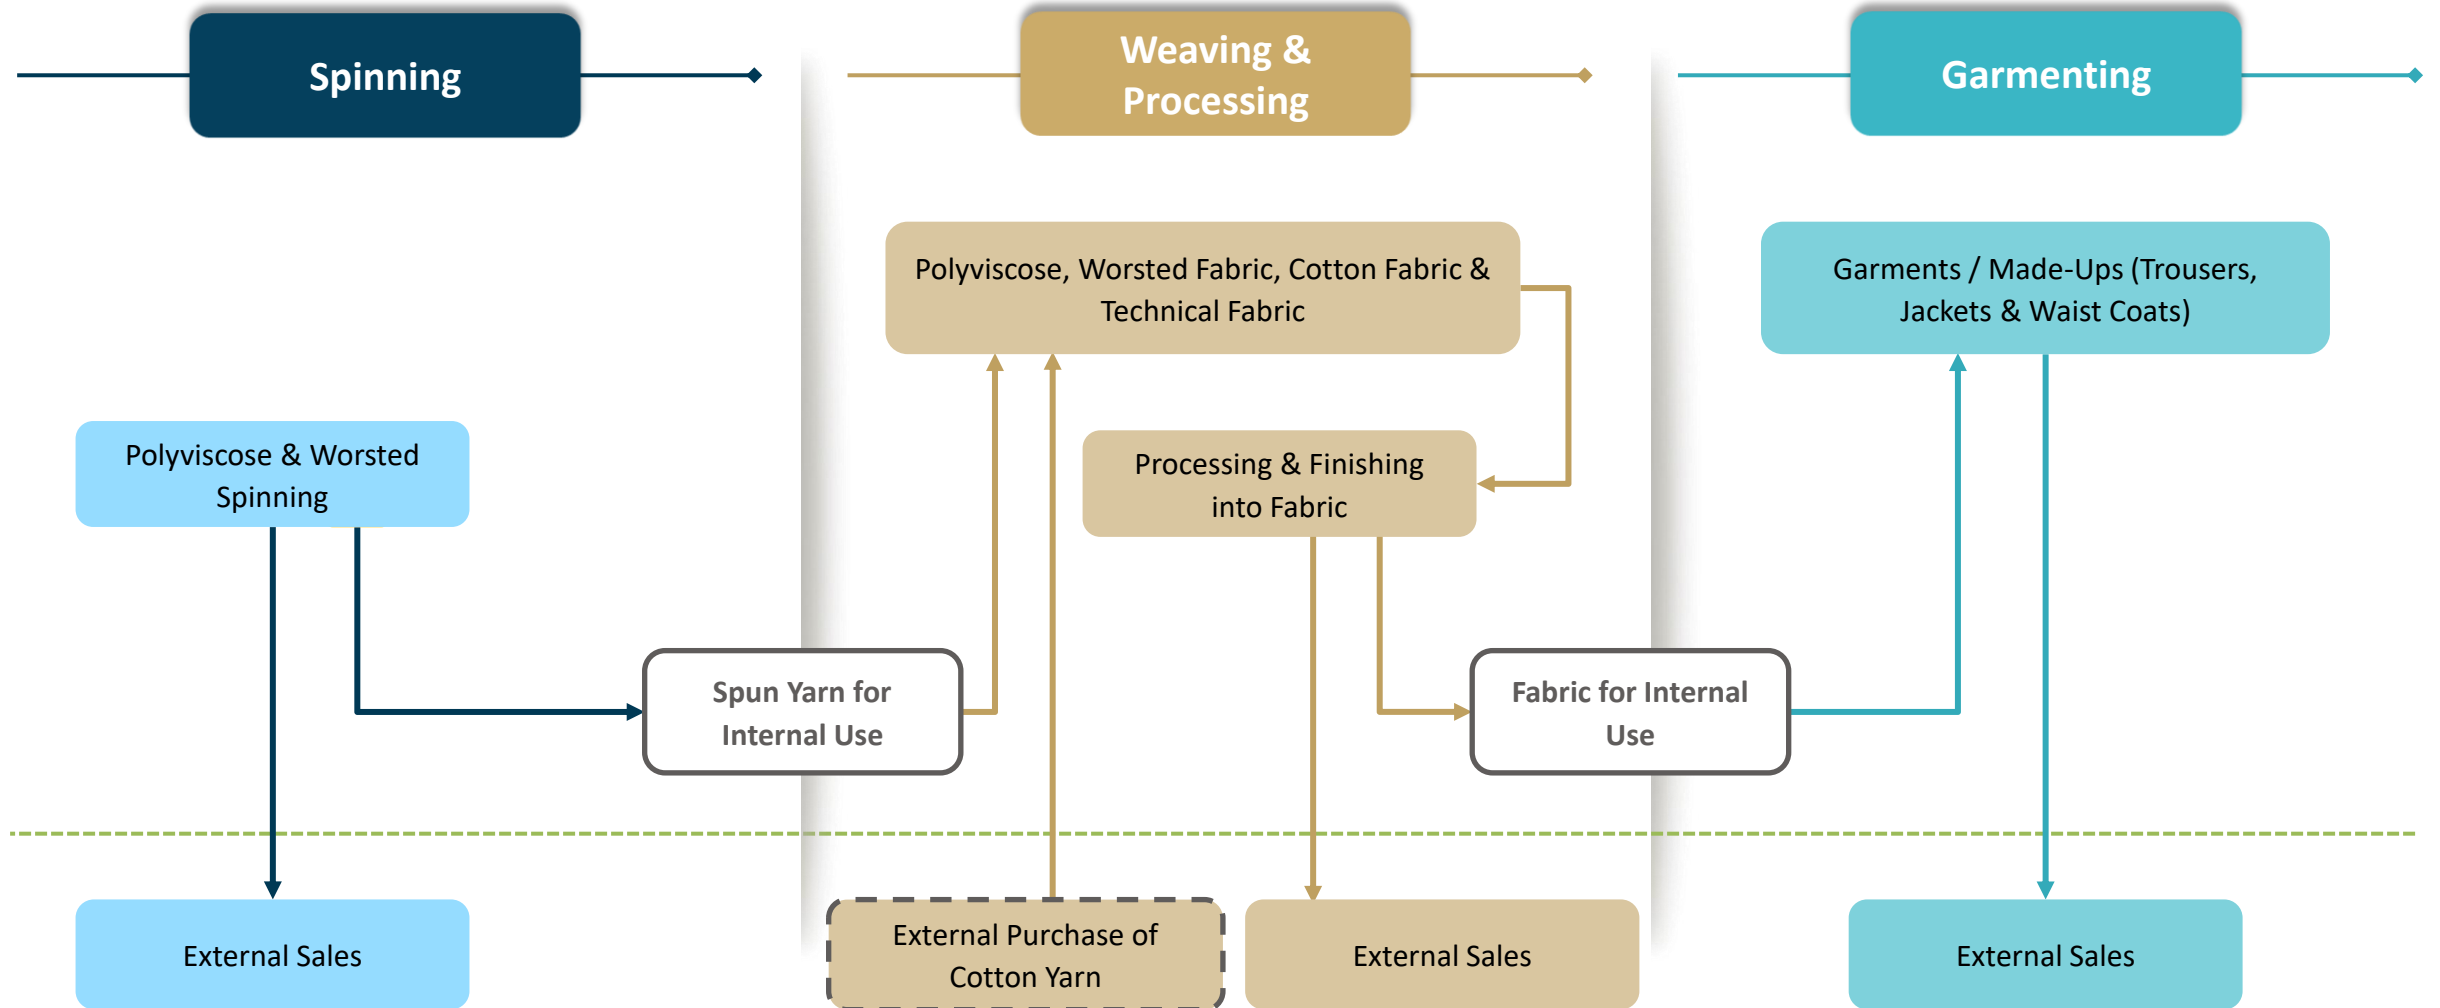 Spinning
Weaving &
Processing
Garmenting
Polyviscose, Worsted Fabric, Cotton Fabric &
Technical Fabric
Garments / Made-Ups (Trousers,
Jackets & Waist Coats)
Polyviscose & Worsted
Spinning
Processing & Finishing
into Fabric
Spun Yarn for
Internal Use
Fabric for Internal
Use
External Sales
External Purchase of
Cotton Yarn
External Sales
External Sales